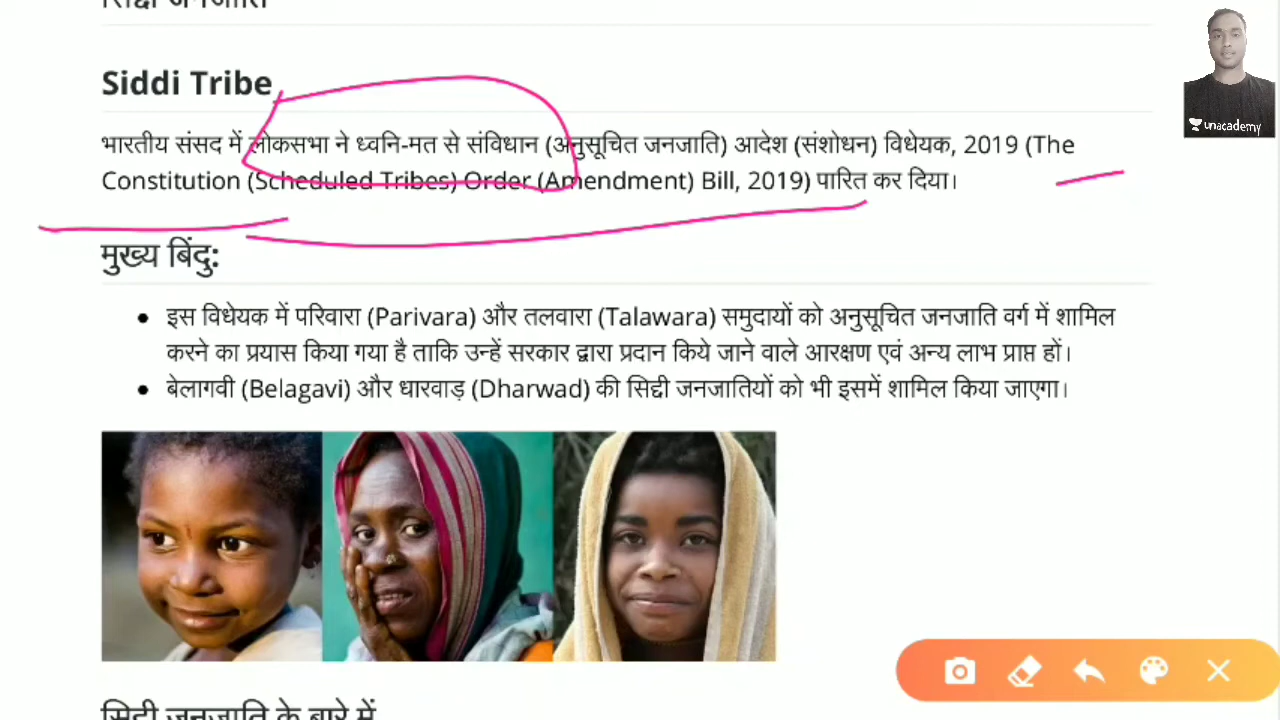 सिद्दी जनजाति
Siddi Tribe
unacademy
भारतीय संसद में लोकसभा ने ध्वनि-मत से संविधान (अनुसूचित जनजाति) आदेश (संशोधन) विधेयक, 2019 (The
Constitution (Scheduled Tribes) Order (Amendment) Bill, 2019) पारित कर दिया।
मुख्य बिंदु:
इस विधेयक में परिवारा (Parivara) और तलवारा (Talawara) समुदायों को अनुसूचित जनजाति वर्ग में शामिल
करने का प्रयास किया गया है ताकि उन्हें सरकार द्वारा प्रदान किये जाने वाले आरक्षण एवं अन्य लाभ प्राप्त हों।
बेलागवी (Belagavi) और धारवाड़ (Dharwad) की सिद्दी जनजातियों को भी इसमें शामिल किया जाएगा।
सिद्दी जनजाति के बारे में